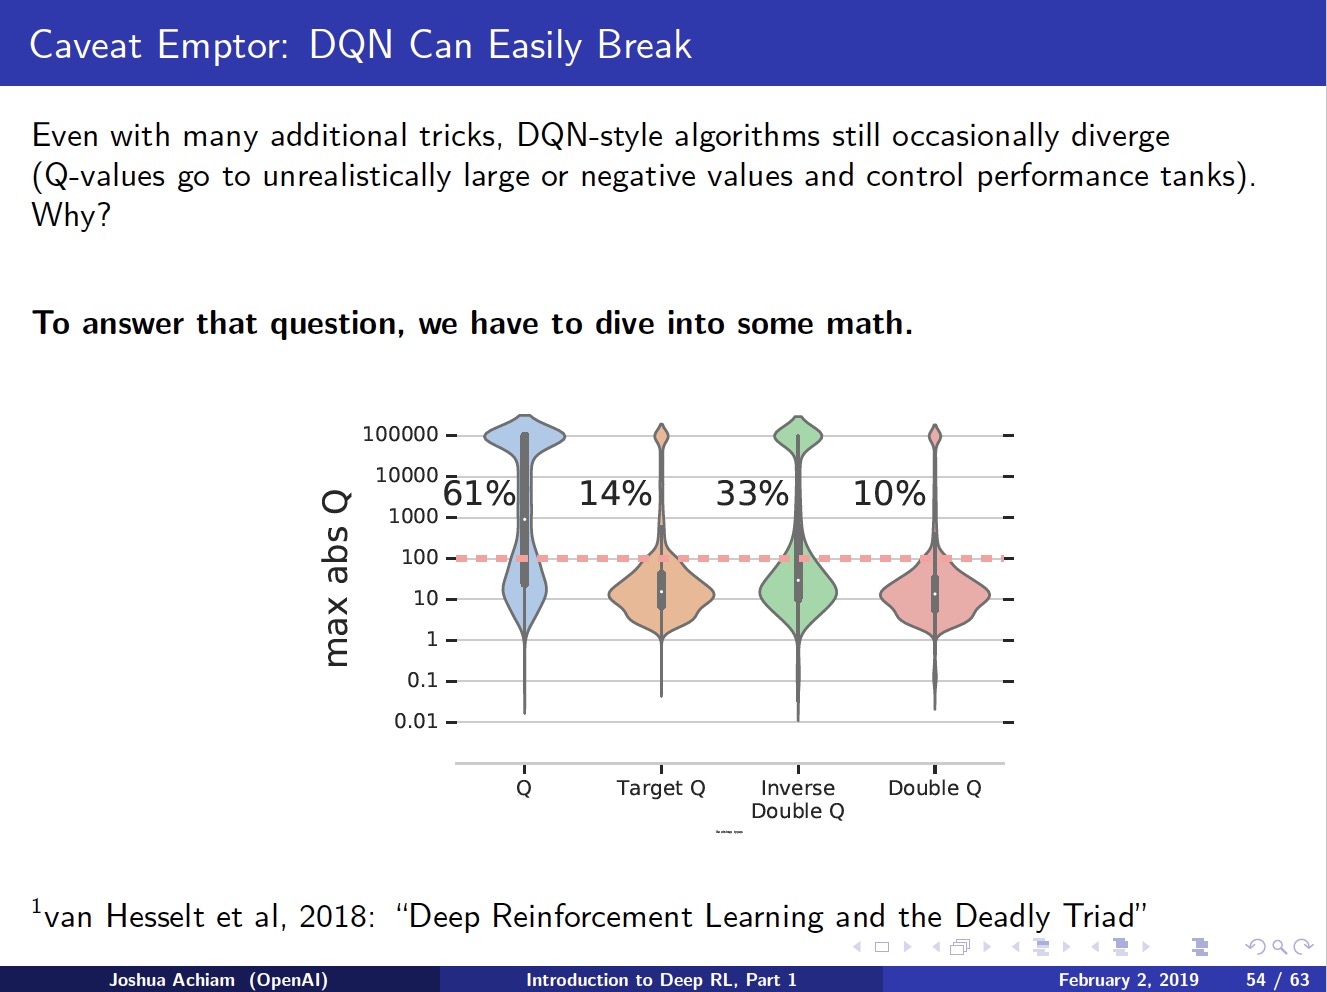 Caveat Emptor: DQN Can Easily Break
Even with many additional tricks, DQN-style algorithms still occasionally diverge
(Q-values go to unrealistically large or negative values and control performance tanks).
Why?
To answer that question, we have to dive into some math.
max abs Q
100000
10000
1000
100
10
1
0.1
0.01
61% 14% 33% 10%
Q
Target Q
Inverse
Double Q
Double Q
1van Hesselt et al, 2018: “Deep Reinforcement Learning and the Deadly Triad”
Joshua Achiam (OpenAI)
Introduction to Deep RL, Part 1
February 2, 2019
54 / 63